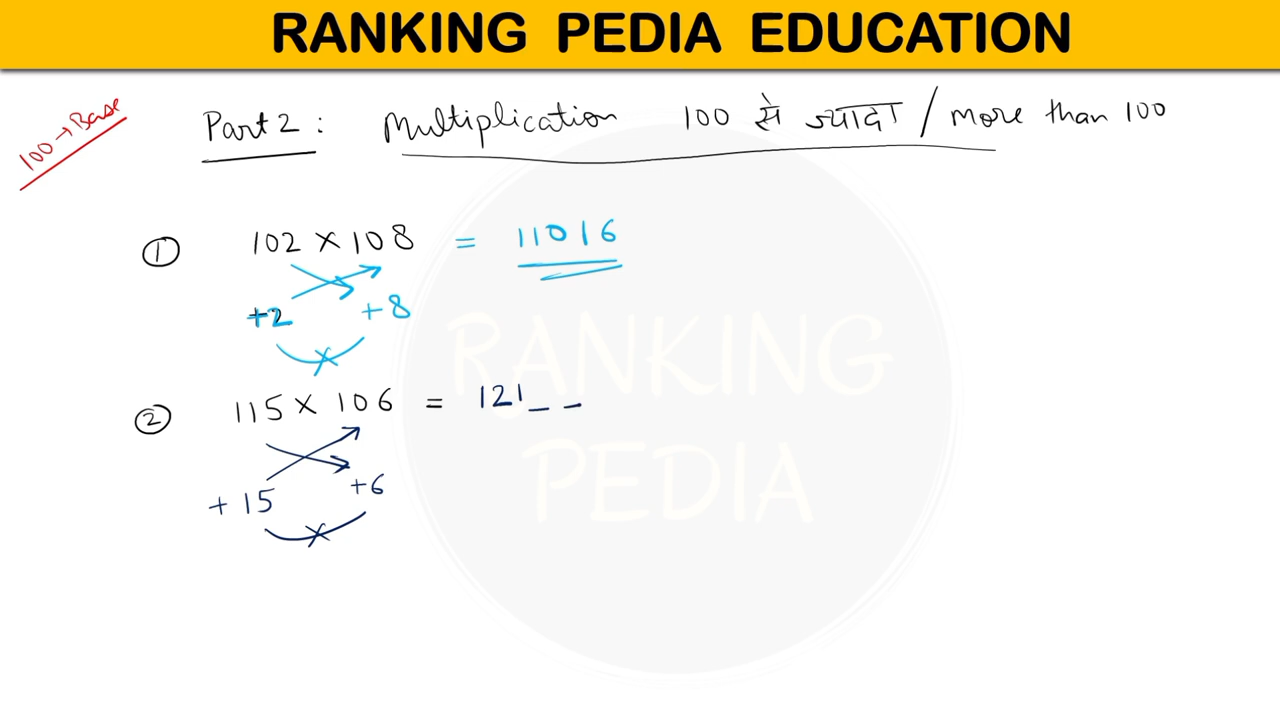 RANKING PEDIA EDUCATION
100→Base
Part 2 : Multiplication 100 से ज्यादा / more than 100
① 102 × 108 = 11016
+2 +8
×
RANKING
② 115 × 106 = 121_ _
PEDIA
+15 +6
×